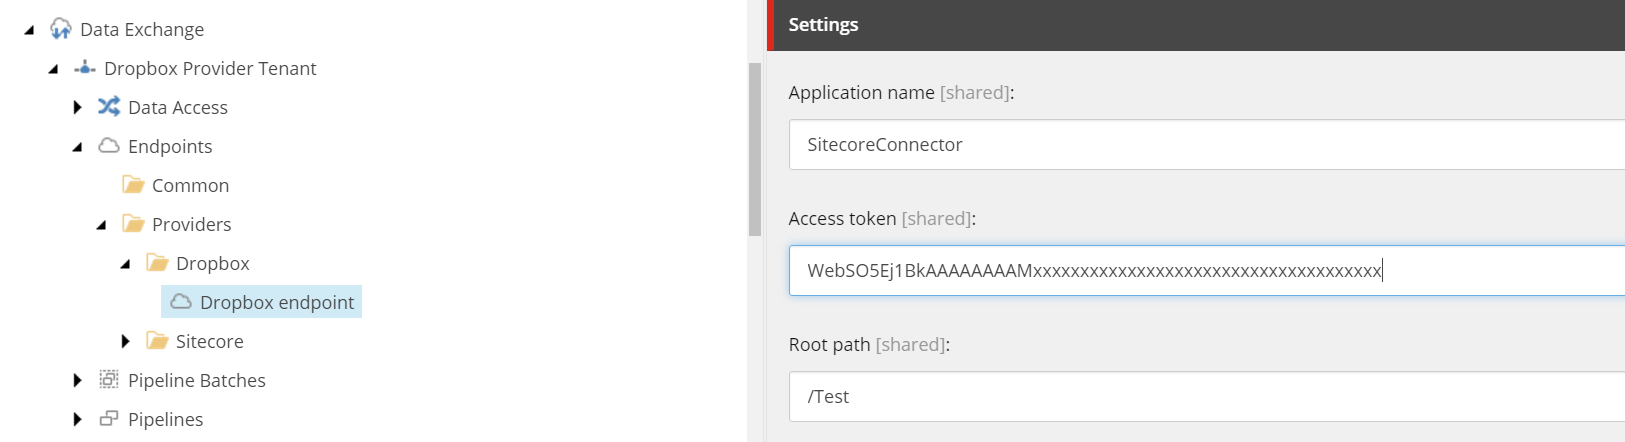 Data Exchange
Dropbox Provider Tenant
Data Access
Endpoints
Common
Providers
Dropbox
Dropbox endpoint
Sitecore
Pipeline Batches
Pipelines
Settings
Application name [shared]:
SitecoreConnector
Access token [shared]:
WebSO5Ej1BkAAAAAAAAMxxxxxxxxxxxxxxxxxxxxxxxxxxxxxxxxxxxxx
Root path [shared]:
/Test